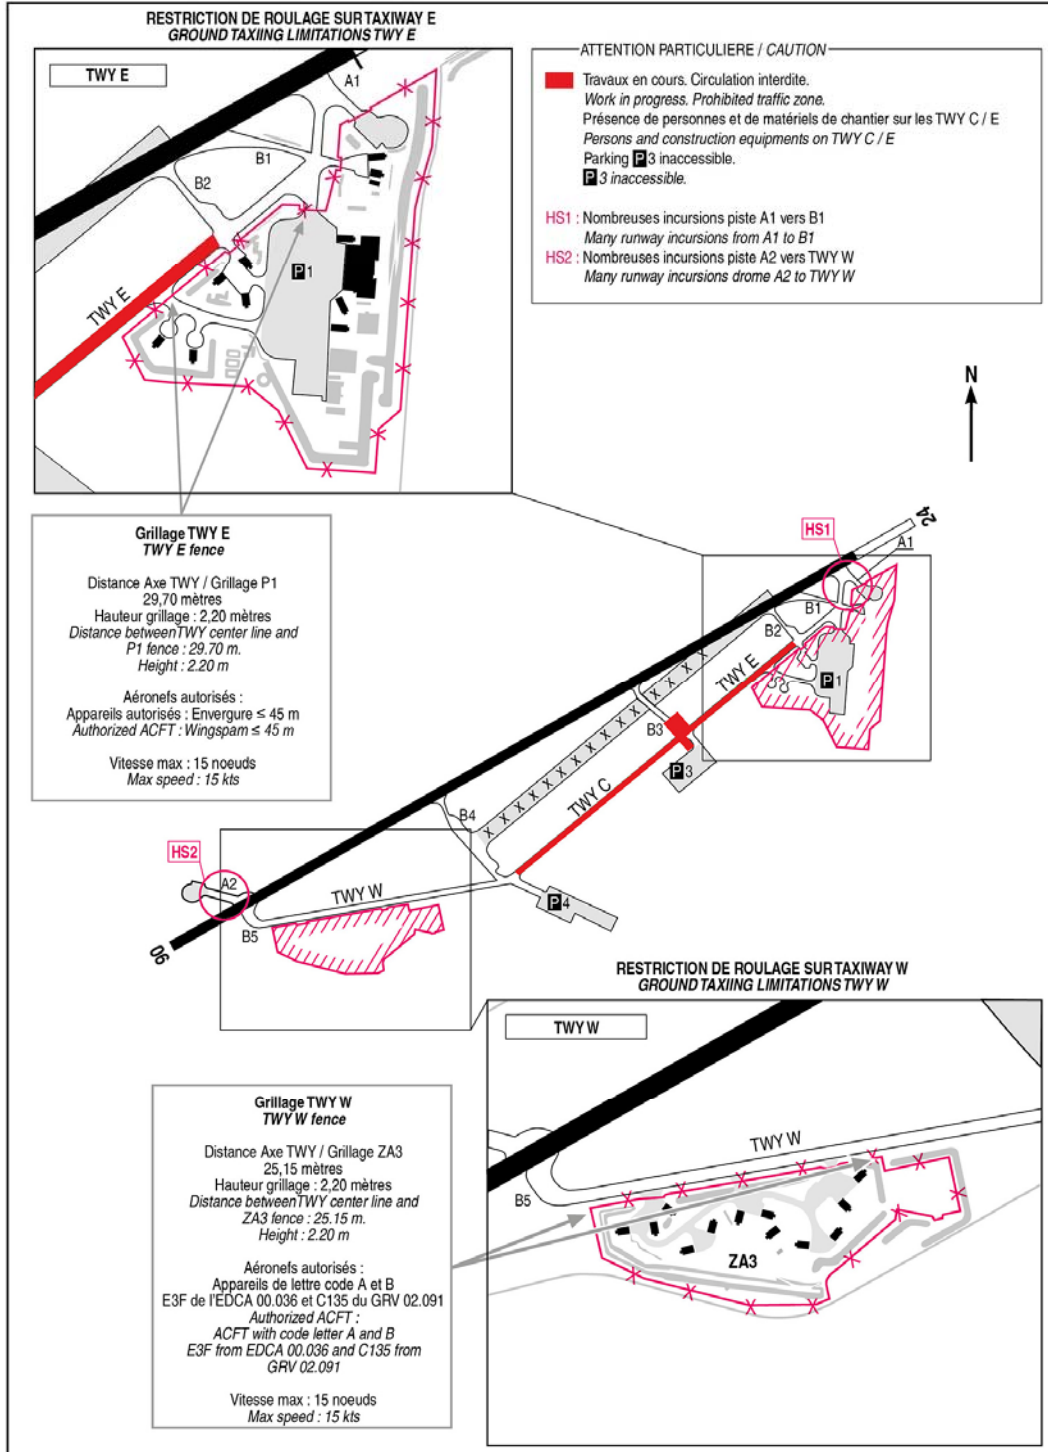 RESTRICTION DE ROULAGE SUR TAXIWAY E
GROUND TAXIING LIMITATIONS TWY E
TWY E
A1
B1
B2
P1
TWY E
ATTENTION PARTICULIERE / CAUTION
Travaux en cours. Circulation interdite.
Work in progress. Prohibited traffic zone.
Présence de personnes et de matériels de chantier sur les TWY C / E
Persons and construction equipments on TWY C / E
Parking P 3 inaccessible.
P 3 inaccessible.
HS1 : Nombreuses incursions piste A1 vers B1
Many runway incursions from A1 to B1
HS2 : Nombreuses incursions piste A2 vers TWY W
Many runway incursions drome A2 to TWY W
N
Grillage TWY E
TWY E fence
Distance Axe TWY / Grillage P1
29,70 mètres
Hauteur grillage : 2,20 mètres
Distance betweenTWY center line and
P1 fence : 29.70 m.
Height : 2.20 m
Aéronefs autorisés :
Appareils autorisés : Envergure ≤ 45 m
Authorized ACFT : Wingspam ≤ 45 m
Vitesse max : 15 noeuds
Max speed : 15 kts
24
HS1
A1
B1
B2
TWY E
P1
B3
P3
X X X X X X X X X X X X X X X
TWY C
B4
HS2
A2
TWY W
P4
B5
06
RESTRICTION DE ROULAGE SUR TAXIWAY W
GROUND TAXIING LIMITATIONS TWY W
TWY W
TWY W
B5
ZA3
Grillage TWY W
TWY W fence
Distance Axe TWY / Grillage ZA3
25,15 mètres
Hauteur grillage : 2,20 mètres
Distance betweenTWY center line and
ZA3 fence : 25.15 m.
Height : 2.20 m
Aéronefs autorisés :
Appareils de lettre code A et B
E3F de l'EDCA 00.036 et C135 du GRV 02.091
Authorized ACFT :
ACFT with code letter A and B
E3F from EDCA 00.036 and C135 from
GRV 02.091
Vitesse max : 15 noeuds
Max speed : 15 kts